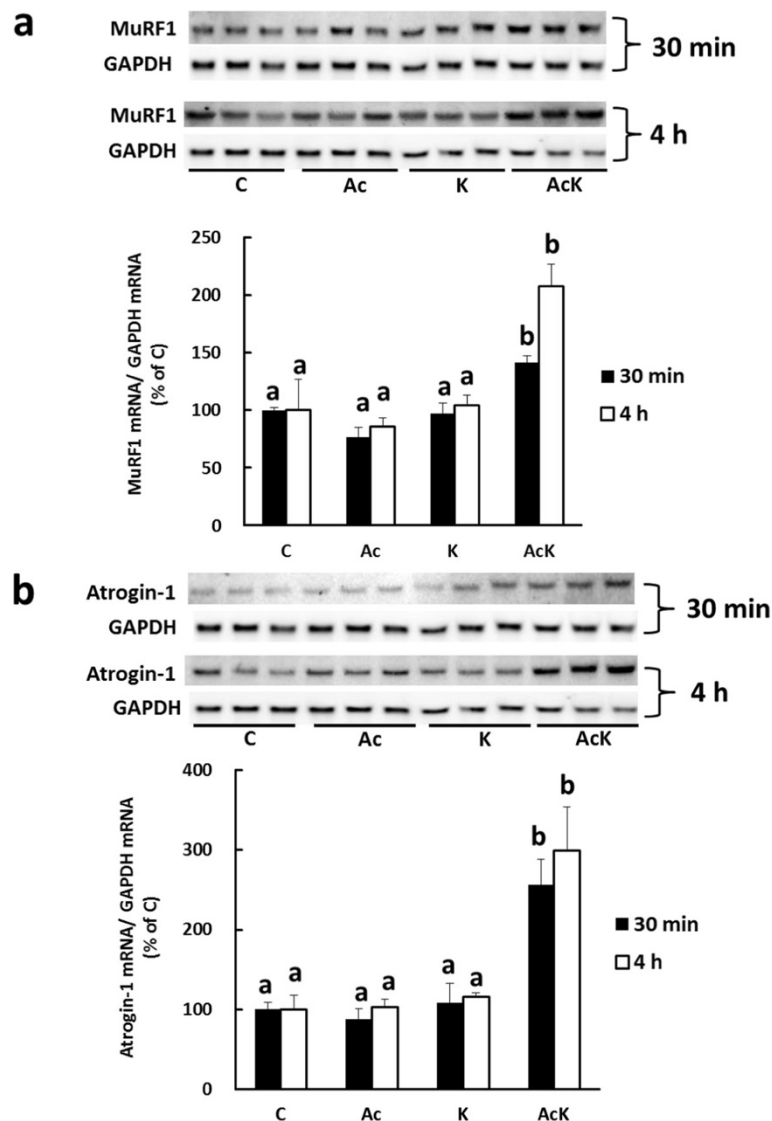 a
MuRF1
GAPDH
30 min
MuRF1
GAPDH
4 h
C Ac K AcK
MuRF1 mRNA/ GAPDH mRNA
(% of C)
250
200
150
100
50
0
a a a a a a b b
30 min
4 h
C Ac K AcK
b
Atrogin-1
GAPDH
30 min
Atrogin-1
GAPDH
4 h
C Ac K AcK
Atrogin-1 mRNA/ GAPDH mRNA
(% of C)
400
300
200
100
0
a a a a a a b b
30 min
4 h
C Ac K AcK